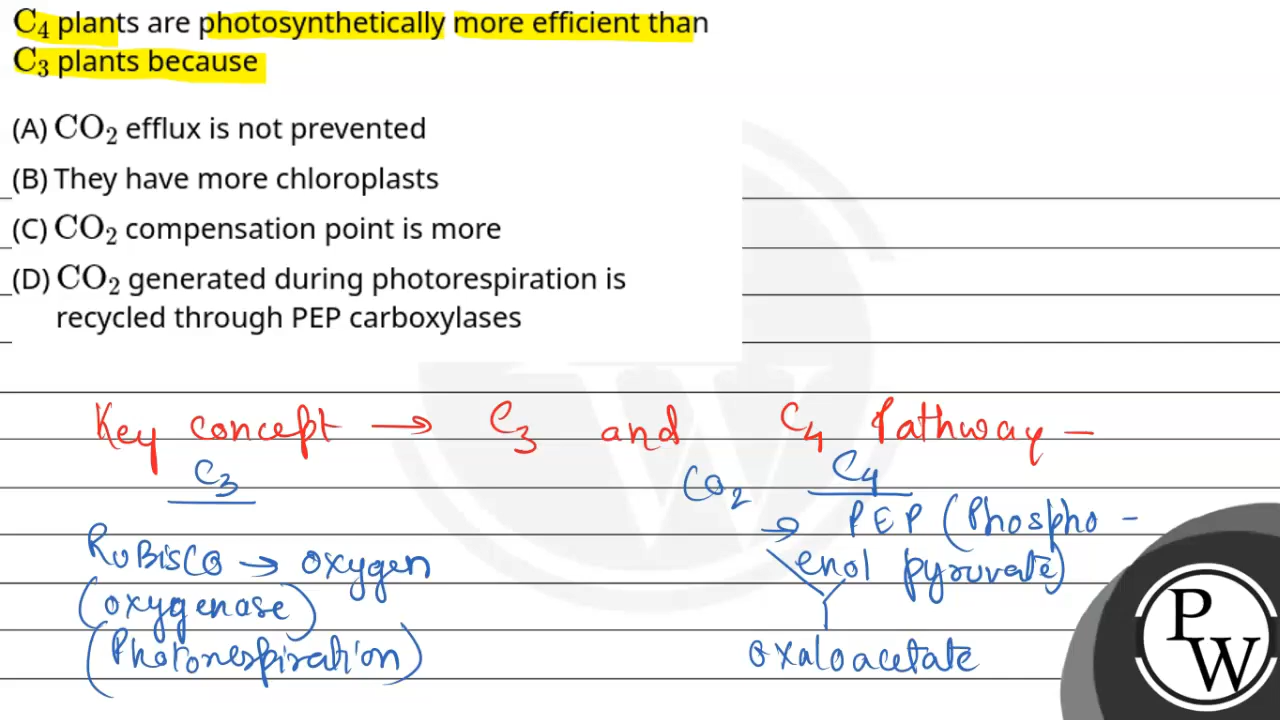 C₄ plants are photosynthetically more efficient than
C₃ plants because
(A) CO₂ efflux is not prevented
(B) They have more chloroplasts
(C) CO₂ compensation point is more
(D) CO₂ generated during photorespiration is
recycled through PEP carboxylases
Key concept → C₃ and C₄ Pathway –
C₃
RuBisCO → oxygen
(oxygenase)
(Photorespiration)
CO₂ C₄
→ PEP (Phospho -
enol pyruvate)
oxaloacetate
P
W